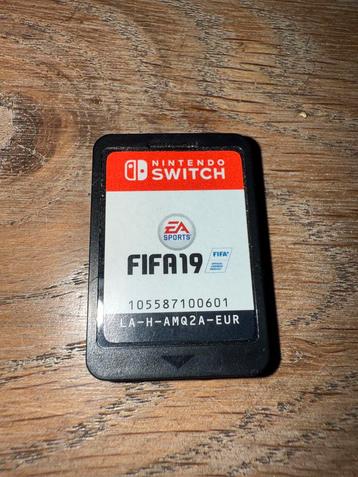 NINTENDO
SWITCH
EA
SPORTS
FIFA19
FIFA
105587100601
LA-H-AMQ2A-EUR